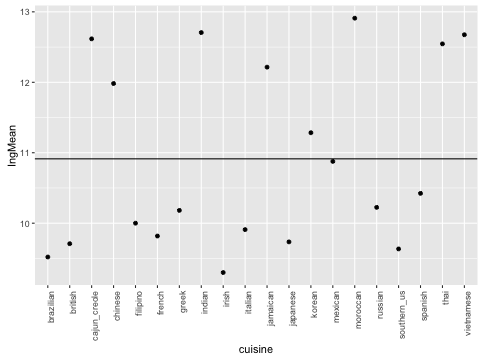 13
12
11
10
IngMean
brazilian
british
cajun_creole
chinese
filipino
french
greek
indian
irish
italian
jamaican
japanese
korean
mexican
moroccan
russian
southern_us
spanish
thai
vietnamese
cuisine